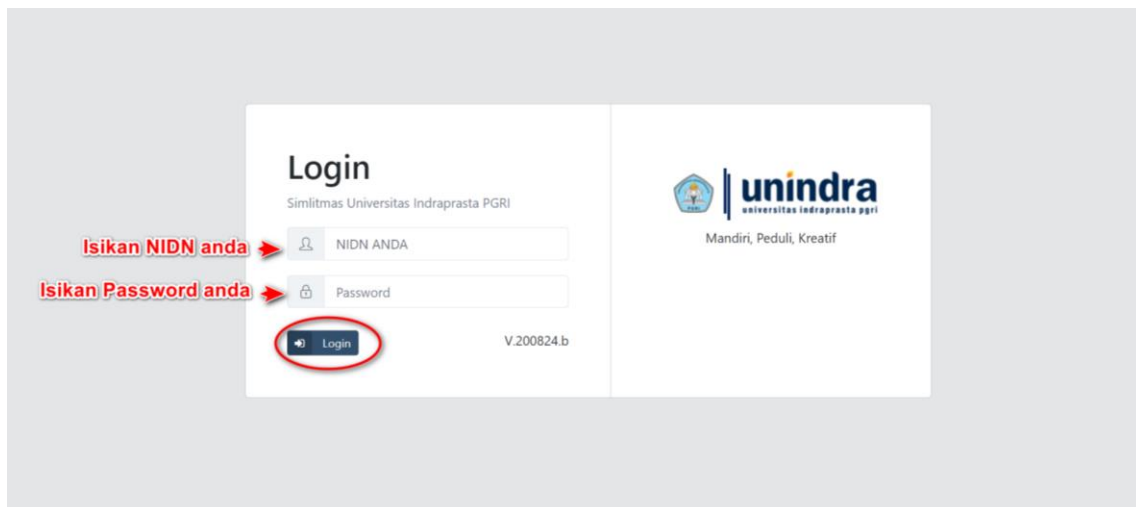 Login
Simlitmas Universitas Indraprasta PGRI
Isikan NIDN anda
NIDN ANDA
Isikan Password anda
Password
Login
V.200824.b
PGRI
unindra
universitas indraprasta pgri
Mandiri, Peduli, Kreatif